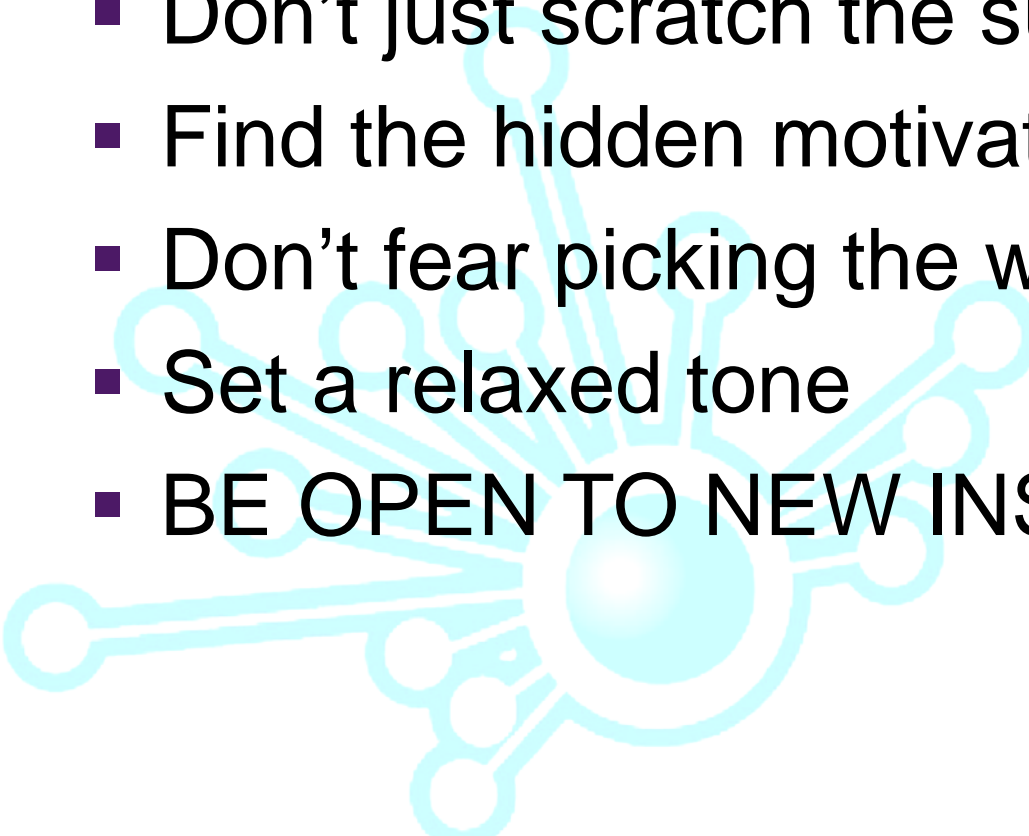 Don’t just scratch the
Find the hidden
Don’t fear picking the
Set a relaxed tone
BE OPEN TO NEW